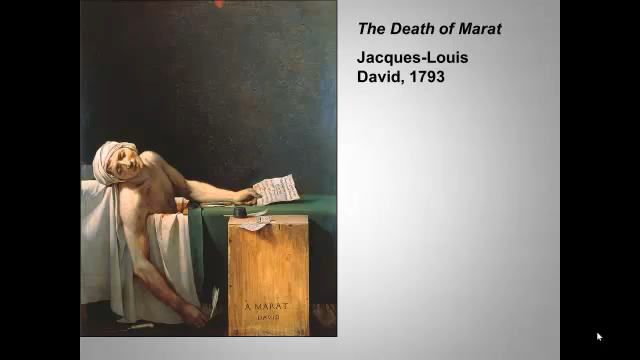 The Death of Marat
Jacques-Louis
David, 1793
À MARAT
DAVID